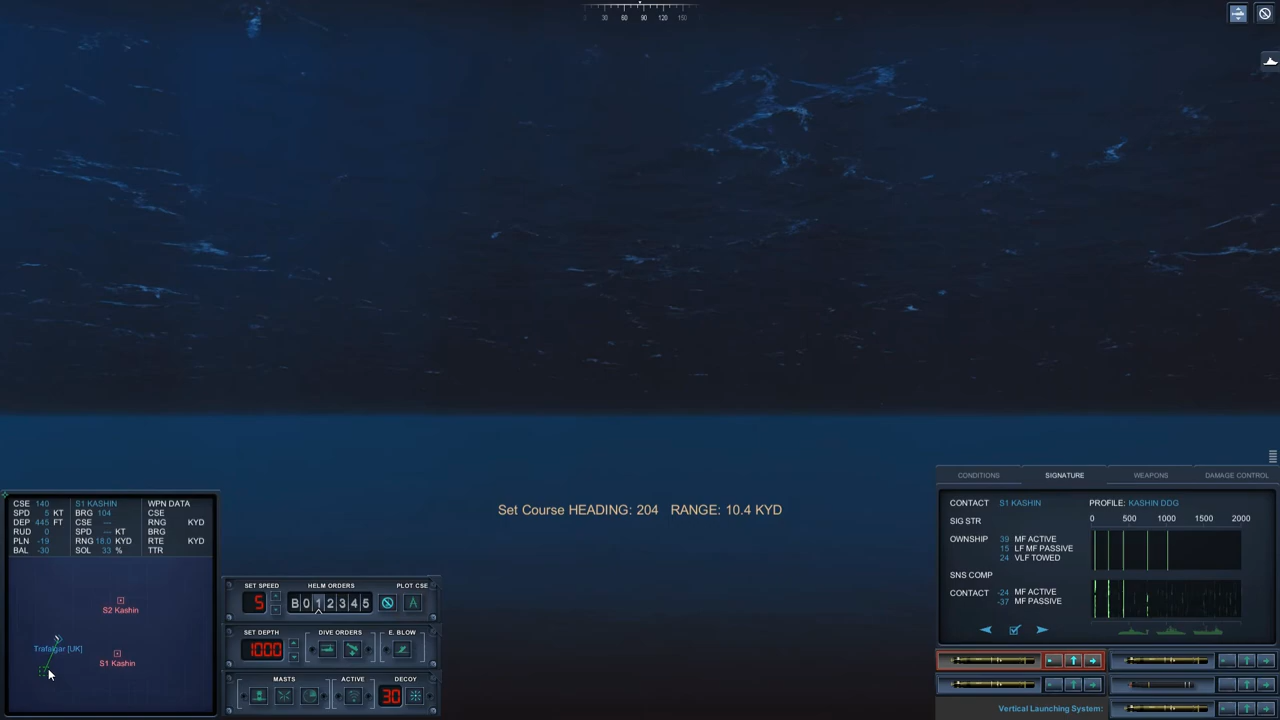 0 30 60 90 120 150
Set Course HEADING: 204 RANGE: 10.4 KYD
CSE 140
SPD 5 KT
DEP 445 FT
RUD 0
PLN -19
BAL -30
S1 KASHIN
BRG 104
CSE ---
SPD --- KT
RNG 18.0 KYD
SOL 33 %
WPN DATA
CSE
RNG KYD
BRG
RTE KYD
TTR
S2 Kashin
Trafalgar [UK]
S1 Kashin
SET SPEED HELM ORDERS PLOT CSE
5 B 0 1 2 3 4 5
SET DEPTH DIVE ORDERS E. BLOW
1000
MASTS ACTIVE DECOY
30
CONDITIONS SIGNATURE WEAPONS DAMAGE CONTROL
CONTACT S1 KASHIN PROFILE: KASHIN DDG
SIG STR 0 500 1000 1500 2000
OWNSHIP 39 MF ACTIVE
15 LF MF PASSIVE
24 VLF TOWED
SNS COMP
CONTACT -24 MF ACTIVE
-37 MF PASSIVE
Vertical Launching System: